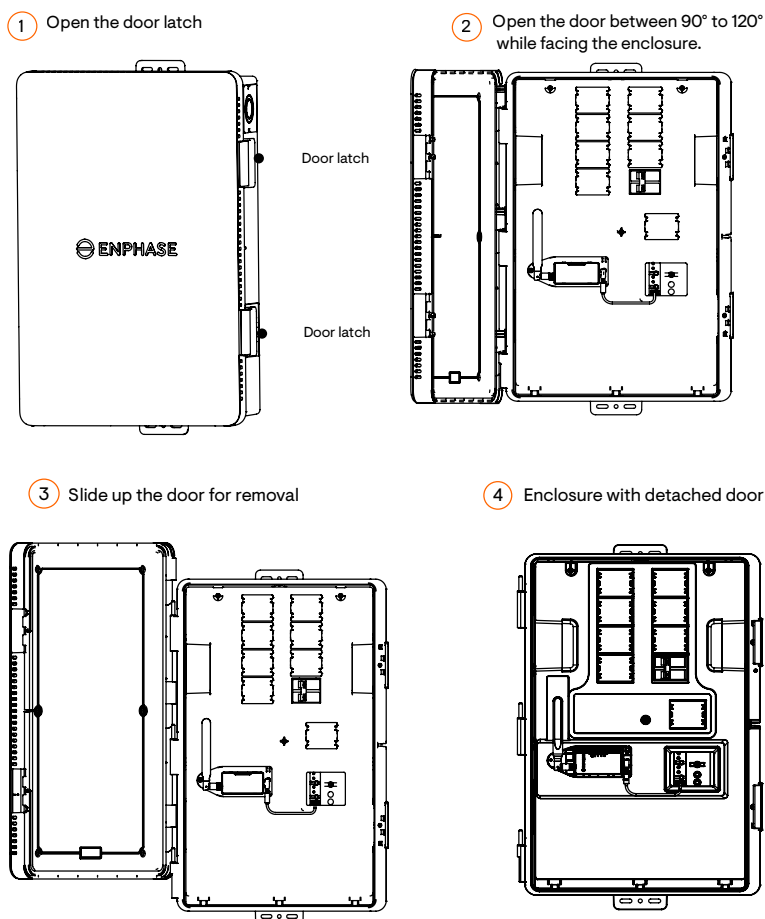 1 Open the door latch
2 Open the door between 90° to 120°
while facing the enclosure.
Door latch
ENPHASE
Door latch
3 Slide up the door for removal
4 Enclosure with detached door